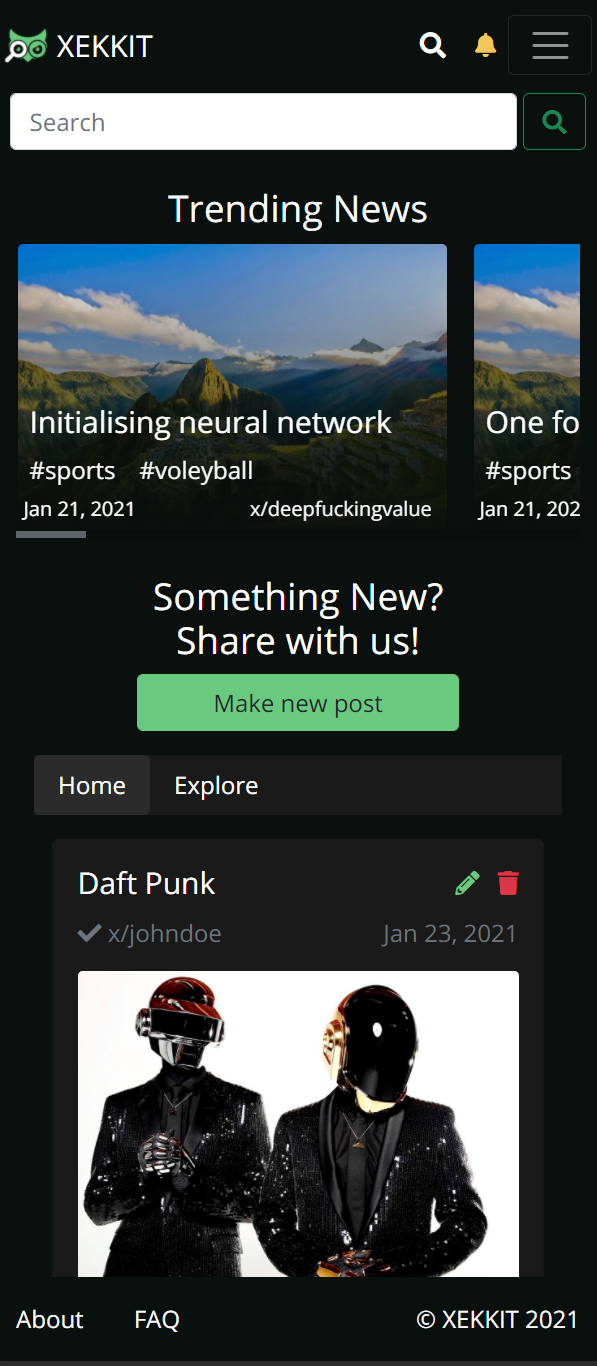 XEKKIT
Search
Trending News
Initialising neural network
#sports #voleyball
Jan 21, 2021 x/deepfuckingvalue
One fo
#sports
Jan 21, 202
Something New?
Share with us!
Make new post
Home Explore
Daft Punk
x/johndoe Jan 23, 2021
About FAQ © XEKKIT 2021